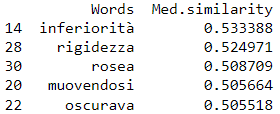 Words Med.similarity
14 inferiorità 0.533388
28 rigidezza 0.524971
30 rosea 0.508709
20 muovendosi 0.505664
22 oscurava 0.505518